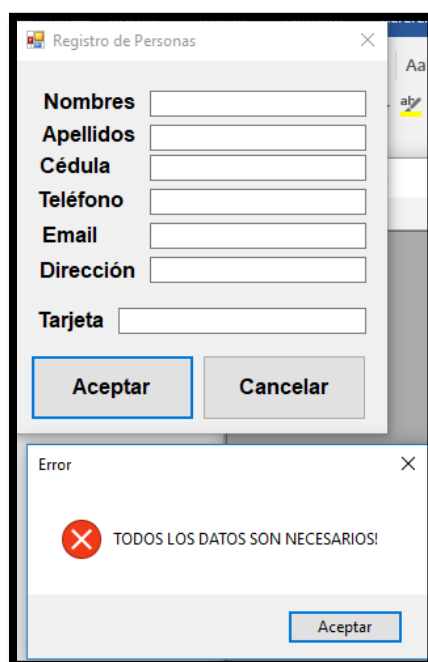 Registro de Personas
Aa
Nombres
Apellidos
Cédula
Teléfono
Email
Dirección
Tarjeta
Aceptar Cancelar
Error
TODOS LOS DATOS SON NECESARIOS!
Aceptar